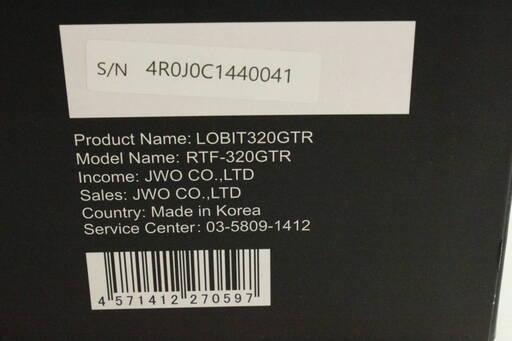 S/N 4R0J0C1440041
Product Name: LOBIT320GTR
Model Name: RTF-320GTR
Income: JWO CO.,LTD
Sales: JWO CO.,LTD
Country: Made in Korea
Service Center: 03-5809-1412
4 571412 270597